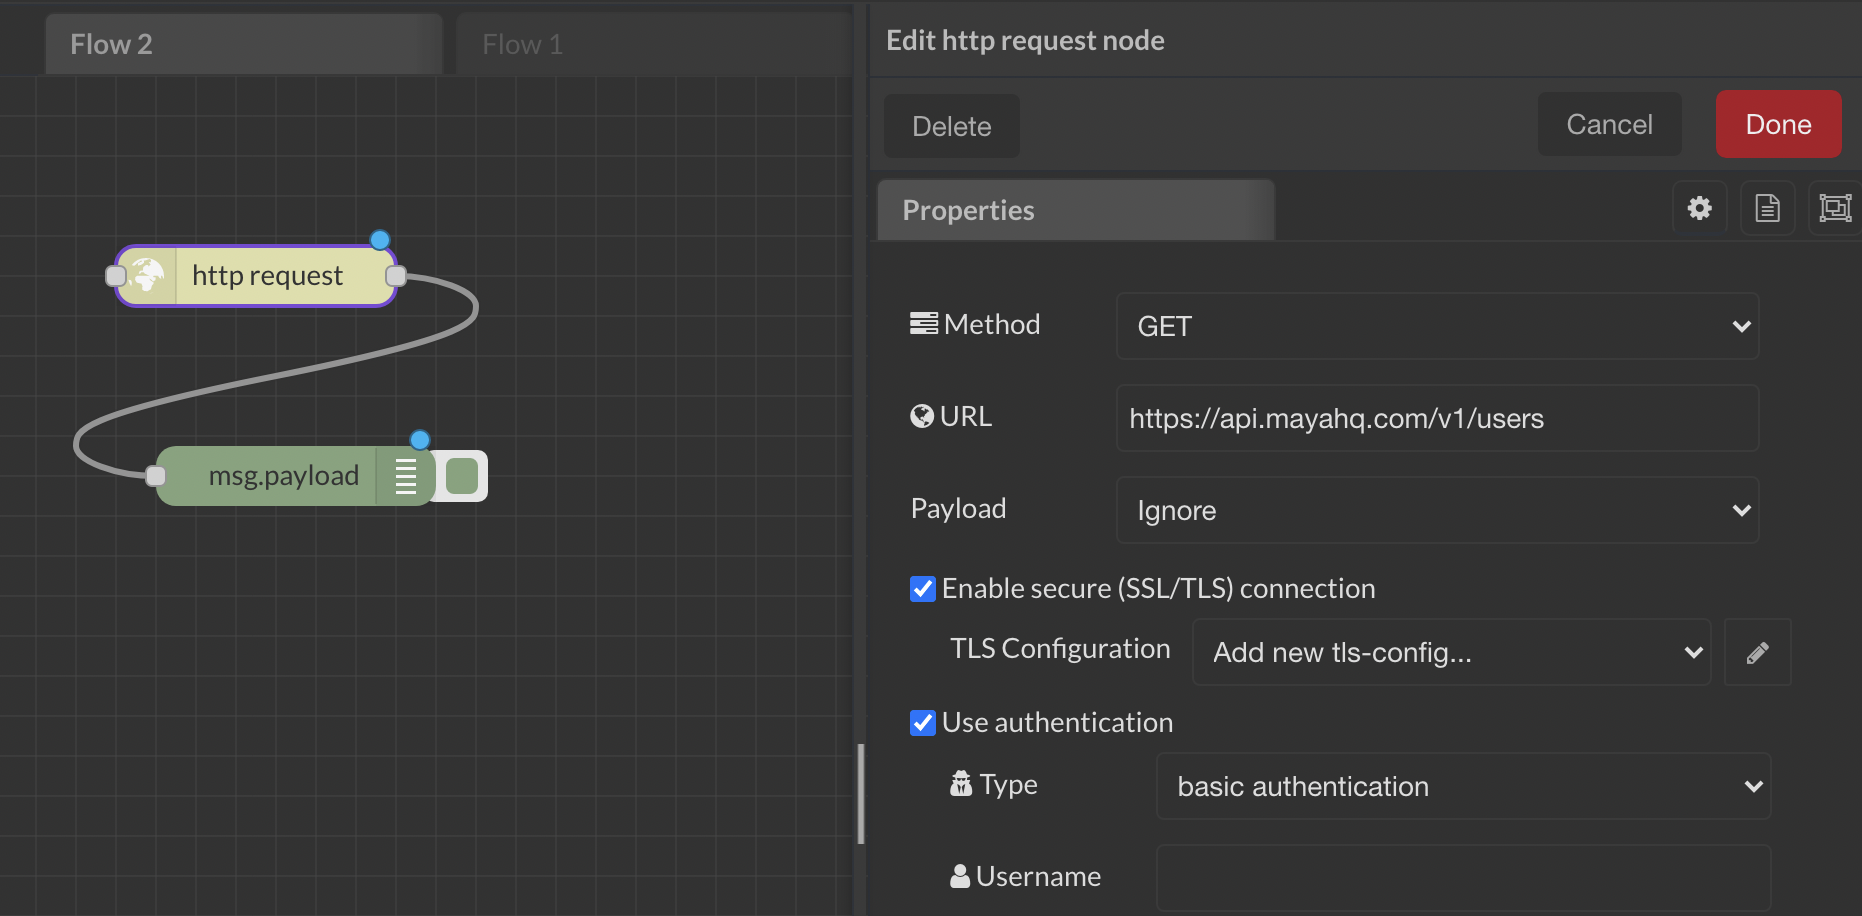 Flow 2
Flow 1
http request
msg.payload
Edit http request node
Delete
Cancel
Done
Properties
Method
GET
URL
https://api.mayahq.com/v1/users
Payload
Ignore
Enable secure (SSL/TLS) connection
TLS Configuration
Add new tls-config...
Use authentication
Type
basic authentication
Username